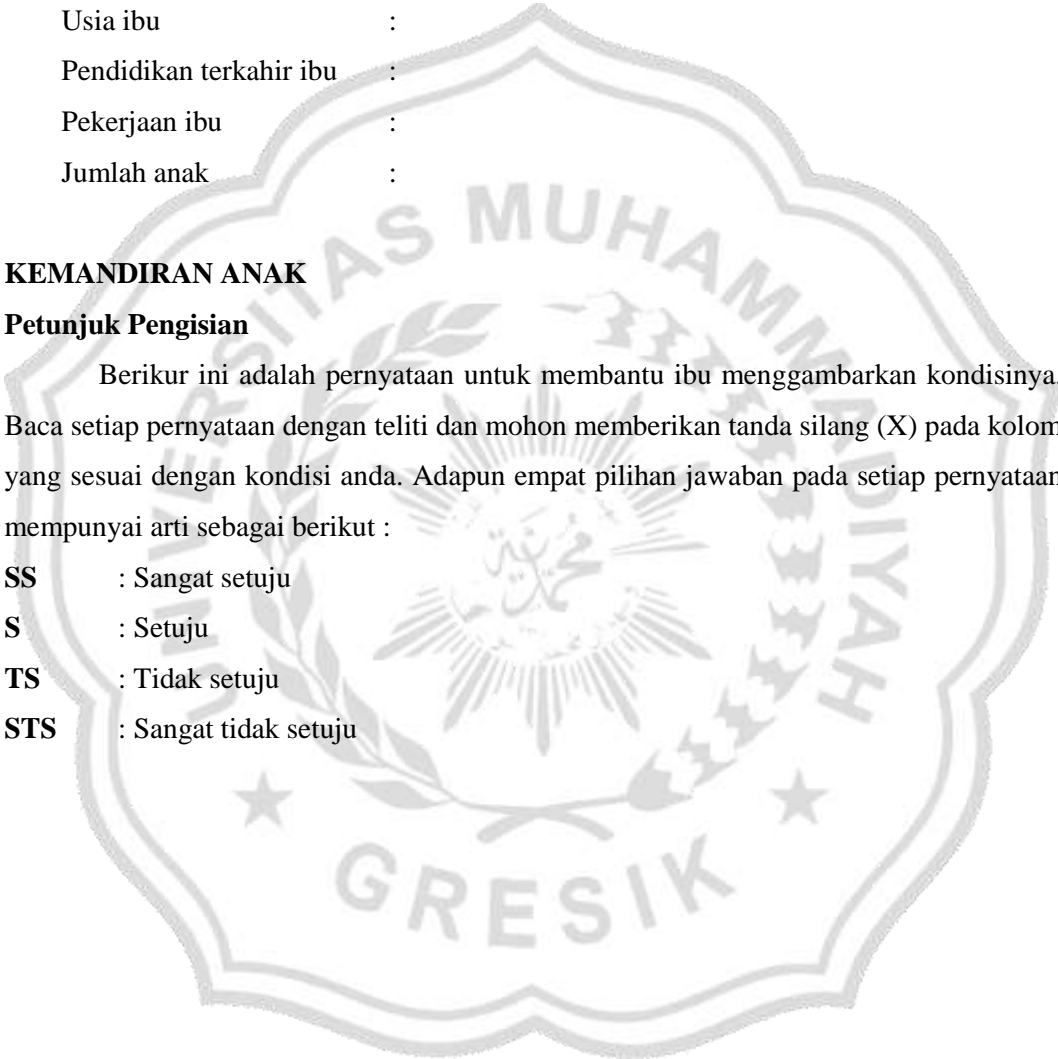 Usia ibu :
Pendidikan terkahir ibu :
Pekerjaan ibu :
Jumlah anak :
KEMANDIRAN ANAK
Petunjuk Pengisian
Berikur ini adalah pernyataan untuk membantu ibu menggambarkan kondisinya.
Baca setiap pernyataan dengan teliti dan mohon memberikan tanda silang (X) pada kolom
yang sesuai dengan kondisi anda. Adapun empat pilihan jawaban pada setiap pernyataan
mempunyai arti sebagai berikut :
SS : Sangat setuju
S : Setuju
TS : Tidak setuju
STS : Sangat tidak setuju
UNIVERSITAS MUHAMMADIYAH
GRESIK